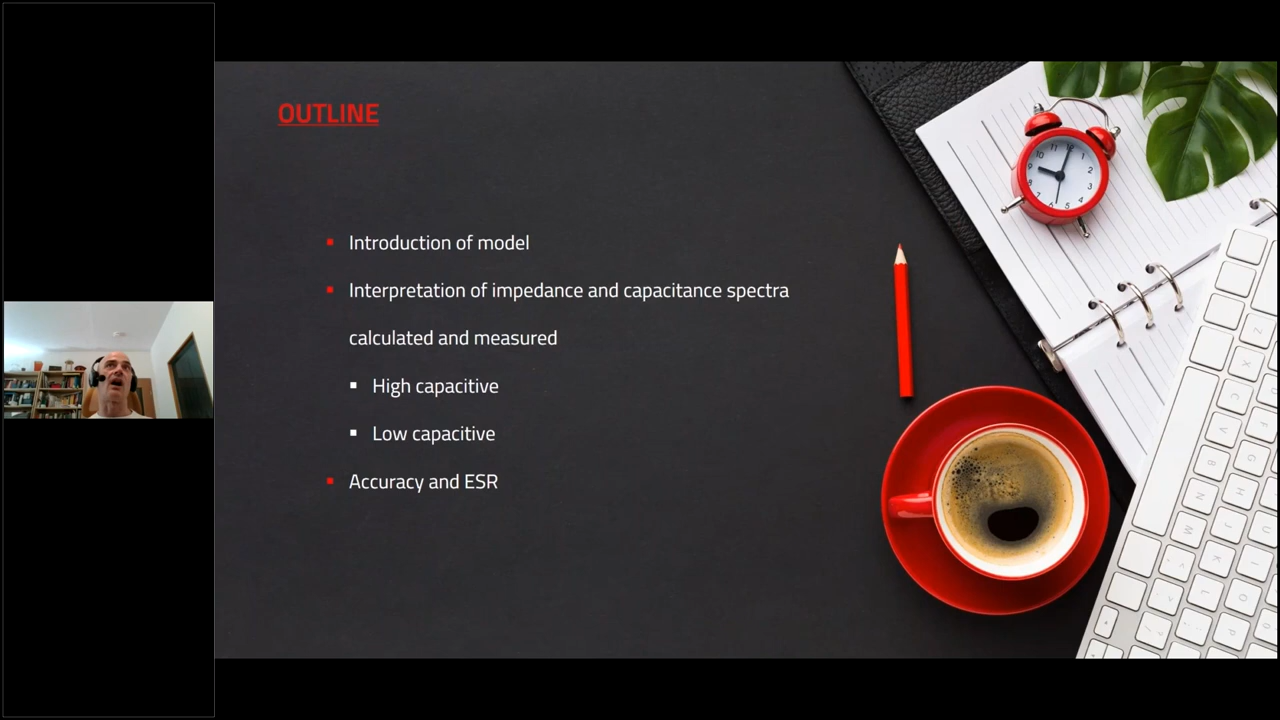 OUTLINE
Introduction of model
Interpretation of impedance and capacitance spectra
calculated and measured
High capacitive
Low capacitive
Accuracy and ESR